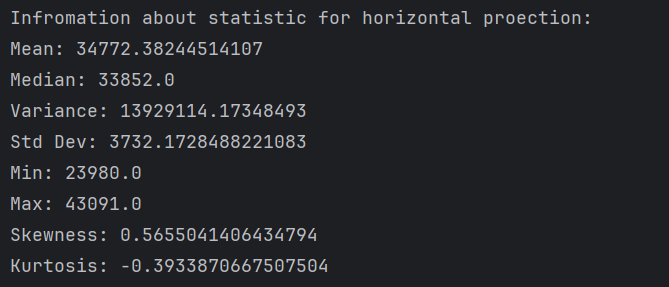 Infromation about statistic for horizontal proection:
Mean: 34772.38244514107
Median: 33852.0
Variance: 13929114.17348493
Std Dev: 3732.1728488221083
Min: 23980.0
Max: 43091.0
Skewness: 0.5655041406434794
Kurtosis: -0.3933870667507504